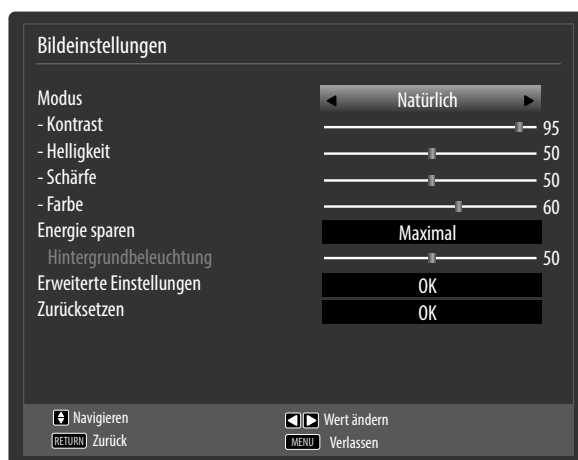 Bildeinstellungen
Modus Natürlich
- Kontrast 95
- Helligkeit 50
- Schärfe 50
- Farbe 60
Energie sparen Maximal
Hintergrundbeleuchtung 50
Erweiterte Einstellungen OK
Zurücksetzen OK
Navigieren Wert ändern
RETURN Zurück MENU Verlassen